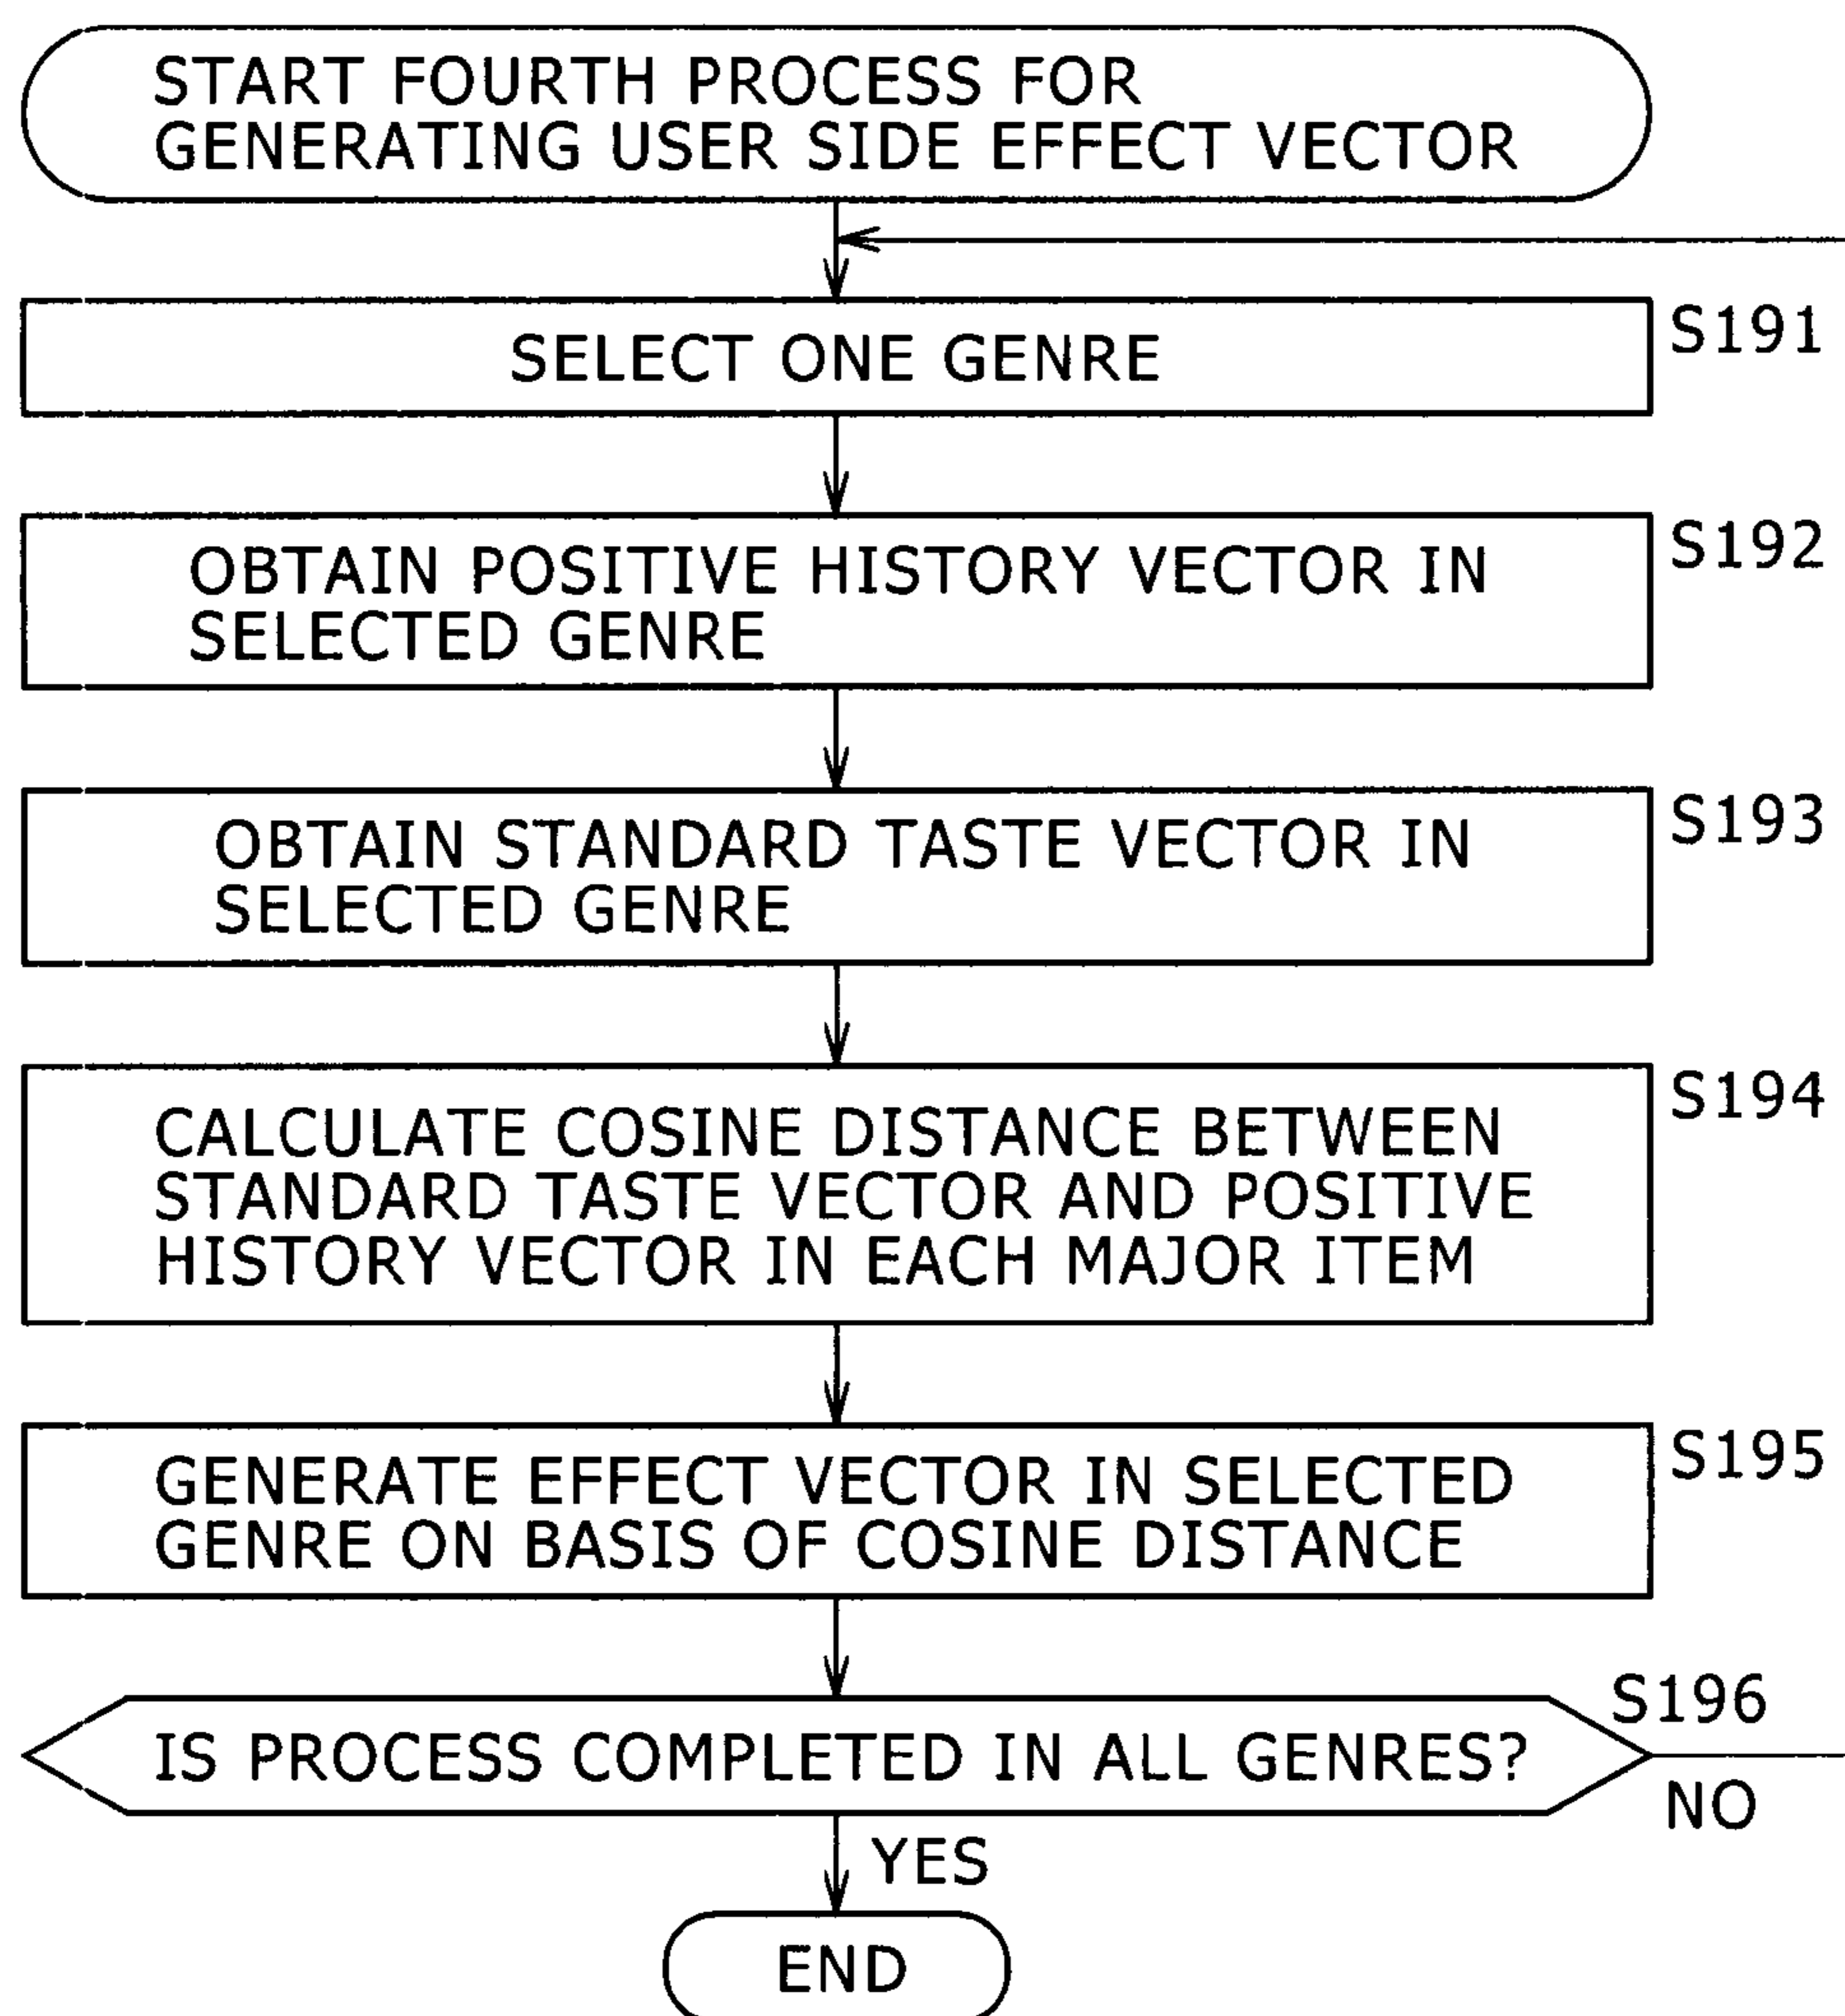 START FOURTH PROCESS FOR
GENERATING USER SIDE EFFECT VECTOR
SELECT ONE GENRE
S191
OBTAIN POSITIVE HISTORY VECTOR IN
SELECTED GENRE
S192
OBTAIN STANDARD TASTE VECTOR IN
SELECTED GENRE
S193
CALCULATE COSINE DISTANCE BETWEEN
STANDARD TASTE VECTOR AND POSITIVE
HISTORY VECTOR IN EACH MAJOR ITEM
S194
GENERATE EFFECT VECTOR IN SELECTED
GENRE ON BASIS OF COSINE DISTANCE
S195
IS PROCESS COMPLETED IN ALL GENRES?
S196
NO
YES
END